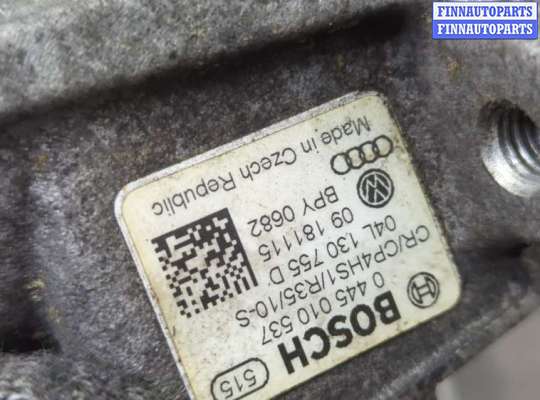 FINNAUTOPARTS
FINNAUTOPARTS
BOSCH
515
0 445 010 537
CR/CP4HS1/R35/10-S
04L 130 755 D
09 181115
BPY 0682
Made in Czech Republic